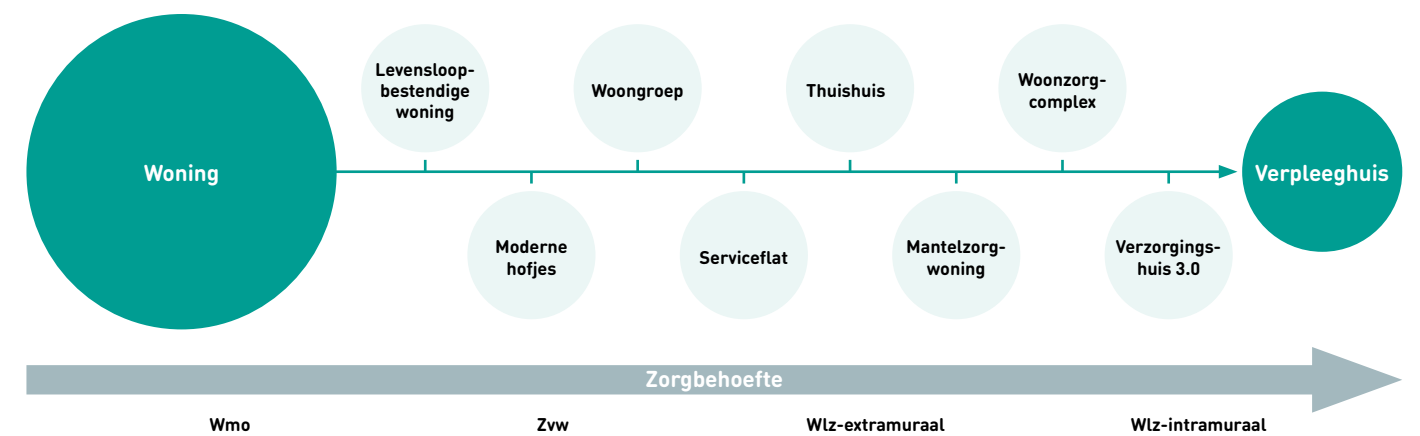 Woning
Levensloop-
bestendige
woning
Moderne
hofjes
Woongroep
Serviceflat
Thuishuis
Mantelzorg-
woning
Woonzorg-
complex
Verzorgings-
huis 3.0
Verpleeghuis
Zorgbehoefte
Wmo
Zvw
Wlz-extramuraal
Wlz-intramuraal